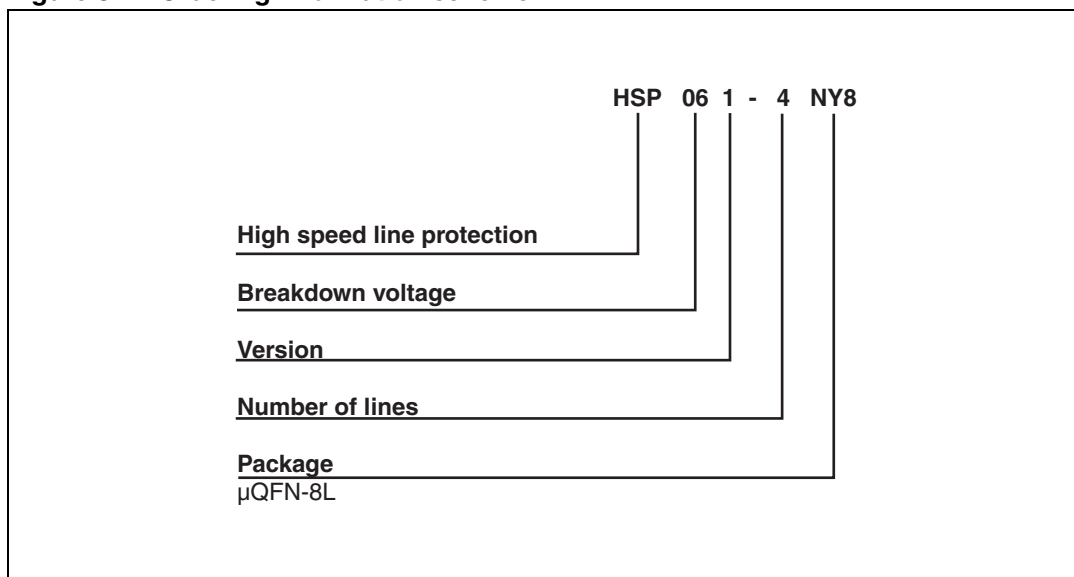 HSP 06 1 - 4 NY8
High speed line protection
Breakdown voltage
Version
Number of lines
Package
µQFN-8L